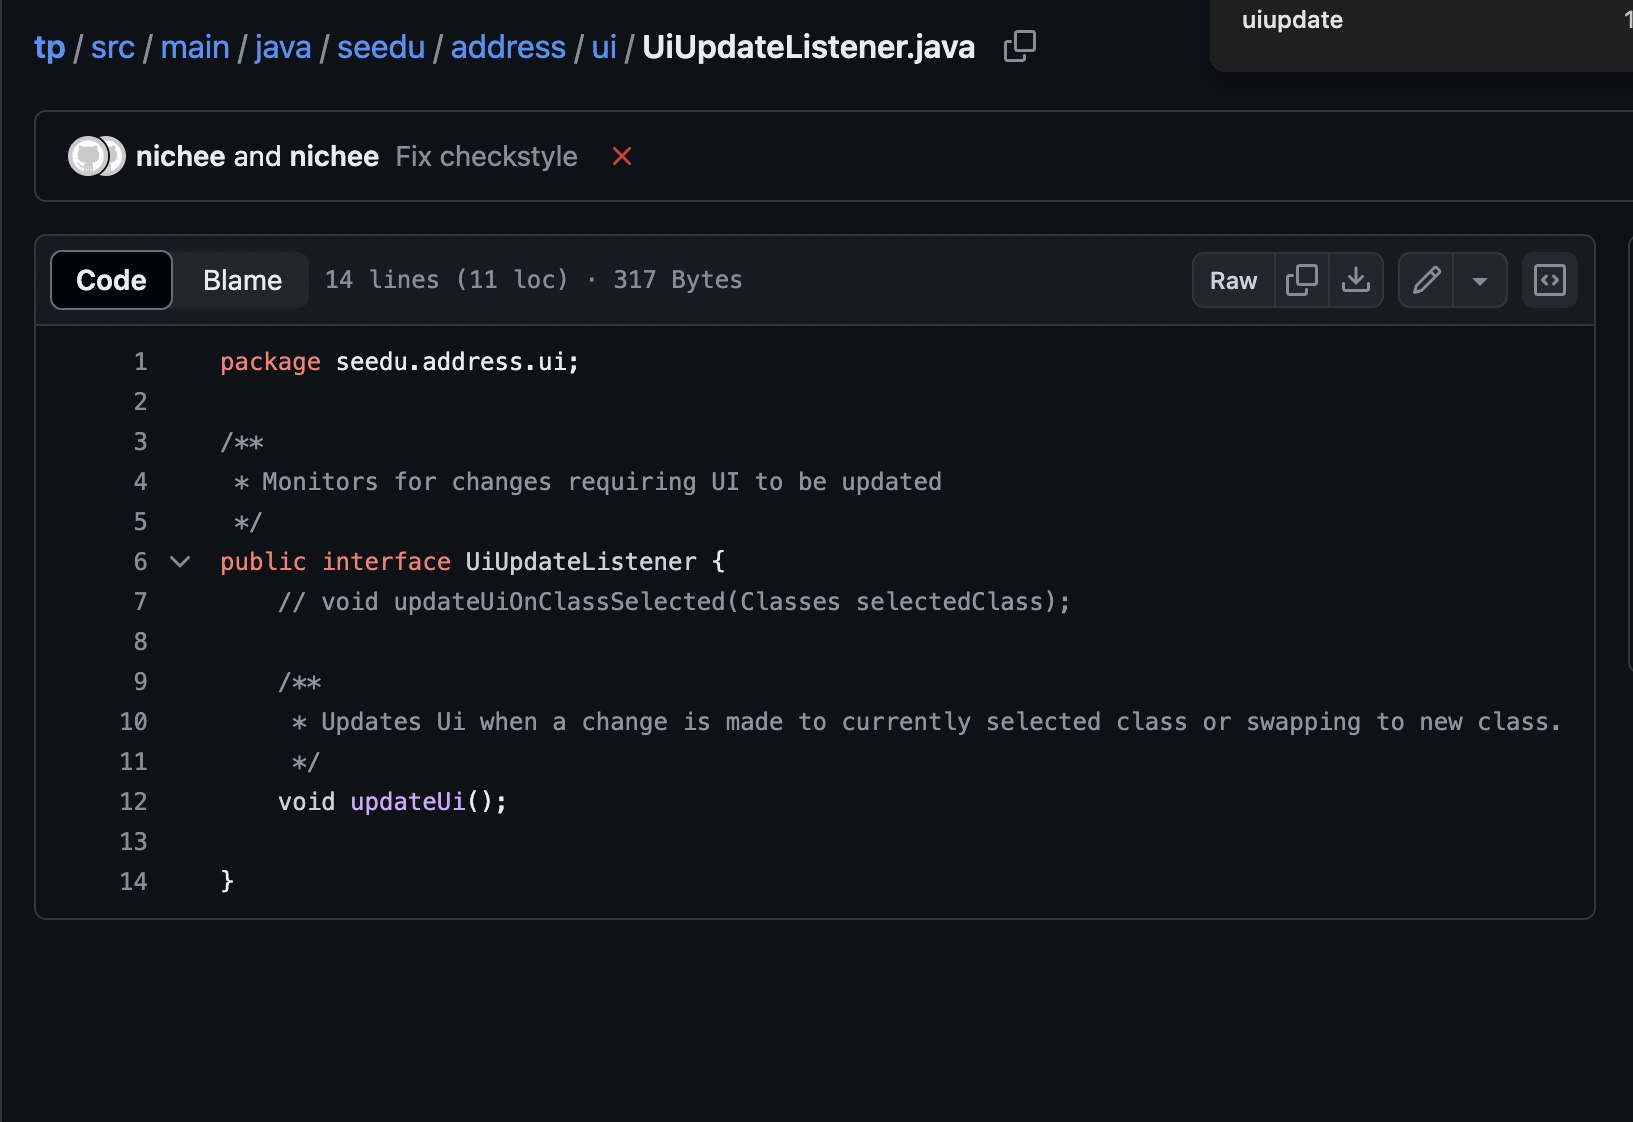 tp / src / main / java / seedu / address / ui / UiUpdateListener.java
uiupdate 1
nichee and nichee Fix checkstyle
Code Blame 14 lines (11 loc) · 317 Bytes Raw
1 package seedu.address.ui;
2
3 /**
4  * Monitors for changes requiring UI to be updated
5  */
6 public interface UiUpdateListener {
7     // void updateUiOnClassSelected(Classes selectedClass);
8
9     /**
10      * Updates Ui when a change is made to currently selected class or swapping to new class.
11      */
12     void updateUi();
13
14 }